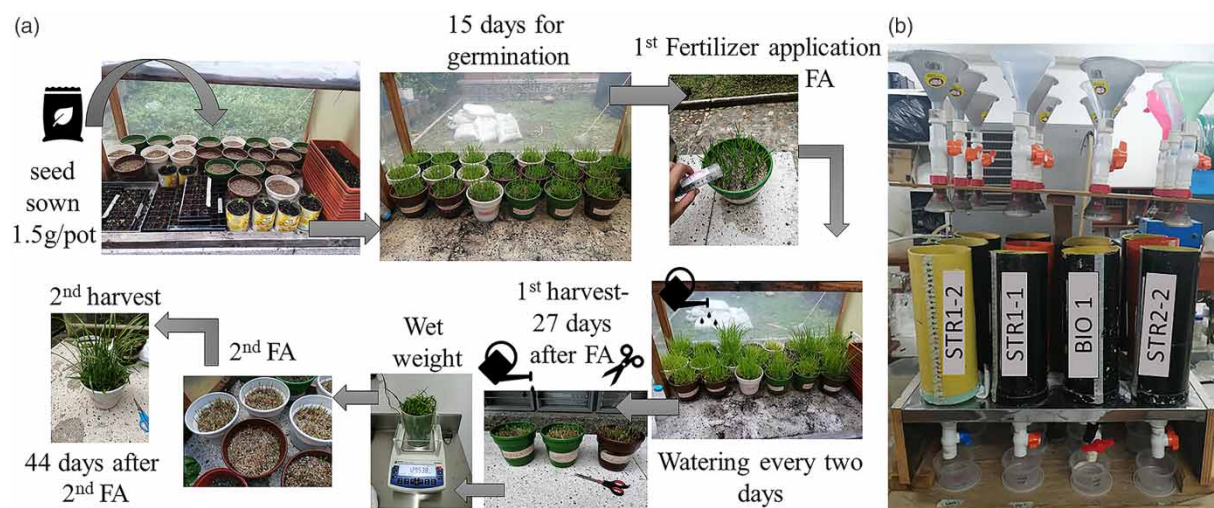 (a)
15 days for
germination
1st Fertilizer application
FA
seed
sown
1.5g/pot
2nd harvest
1st harvest-
27 days
after FA
Wet
weight
2nd FA
44 days after
2nd FA
Watering every two
days
(b)
STR1-2
STR1-1
BIO 1
STR2-2